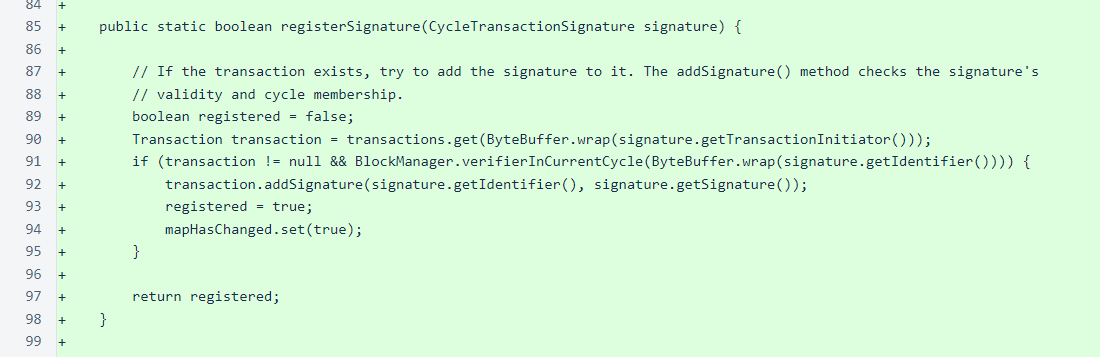 84 +
85 + public static boolean registerSignature(CycleTransactionSignature signature) {
86 +
87 + // If the transaction exists, try to add the signature to it. The addSignature() method checks the signature's
88 + // validity and cycle membership.
89 + boolean registered = false;
90 + Transaction transaction = transactions.get(ByteBuffer.wrap(signature.getTransactionInitiator()));
91 + if (transaction != null && BlockManager.verifierInCurrentCycle(ByteBuffer.wrap(signature.getIdentifier()))) {
92 + transaction.addSignature(signature.getIdentifier(), signature.getSignature());
93 + registered = true;
94 + mapHasChanged.set(true);
95 + }
96 +
97 + return registered;
98 + }
99 +